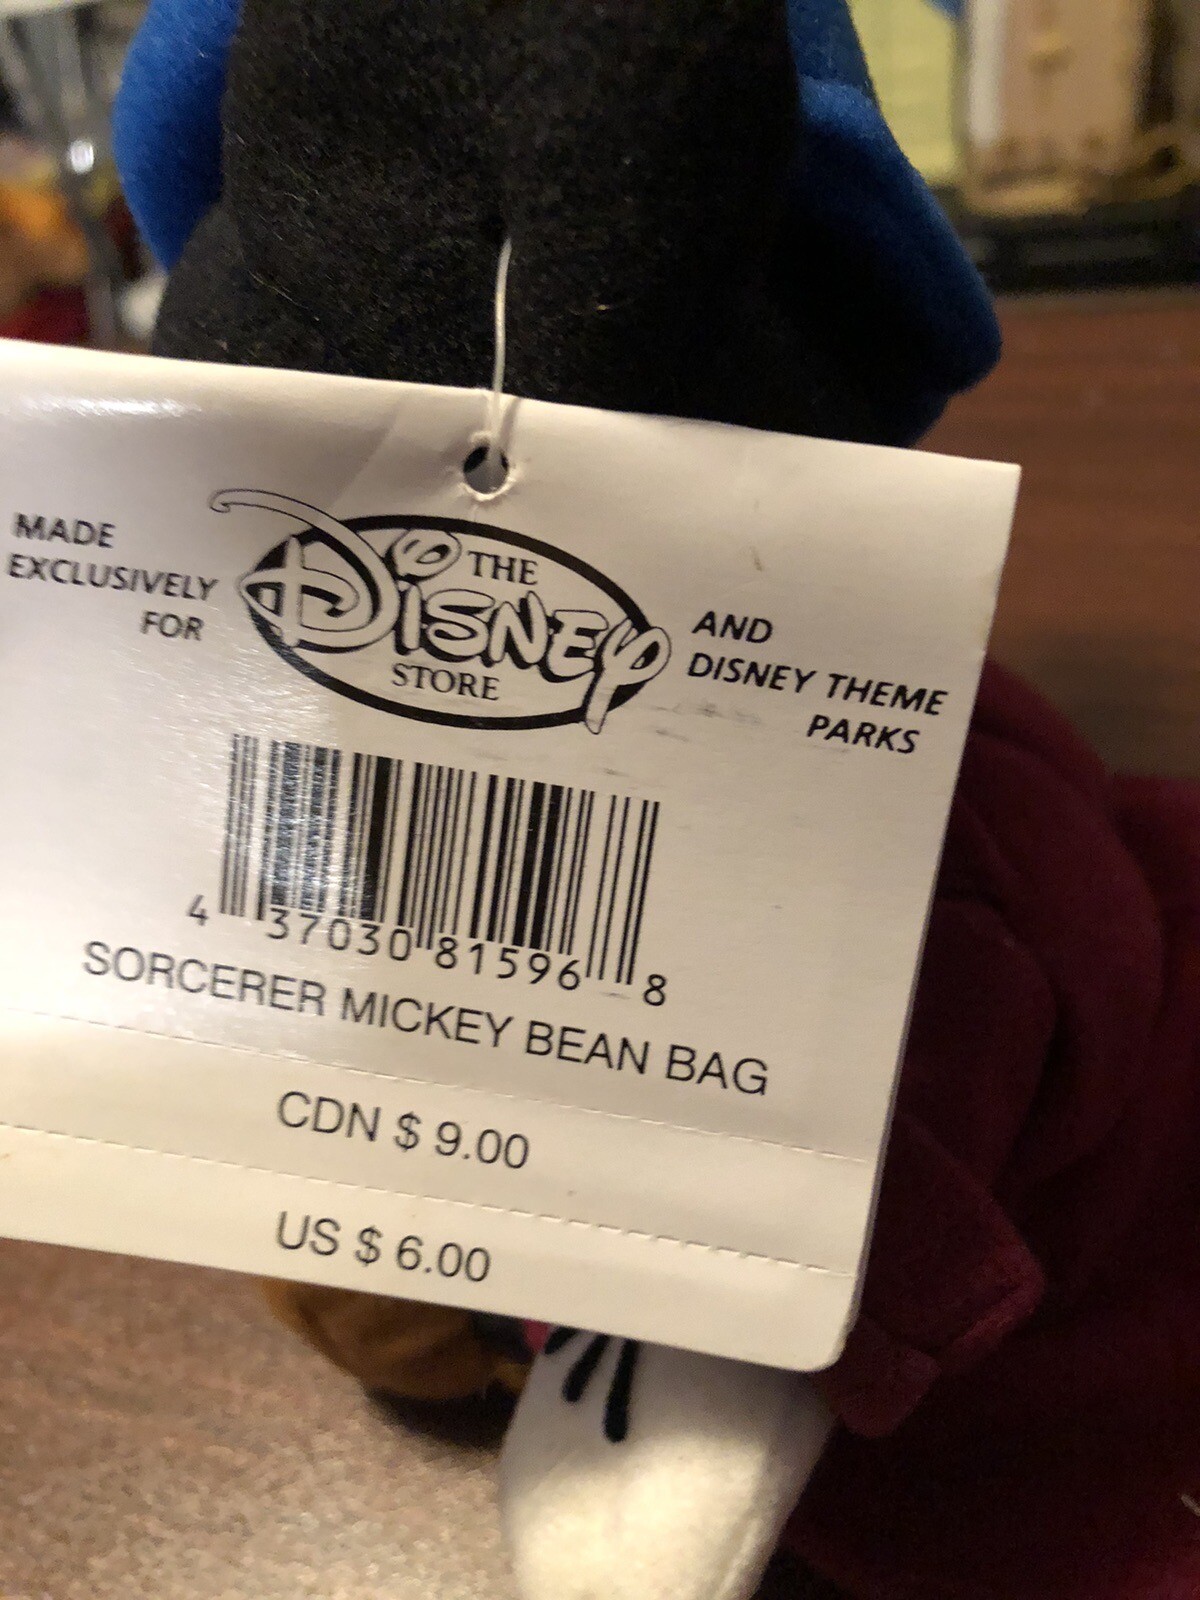 MADE
EXCLUSIVELY
FOR
THE
Disney
STORE
AND
DISNEY THEME
PARKS
4 37030 81596 8
SORCERER MICKEY BEAN BAG
CDN $ 9.00
US $ 6.00